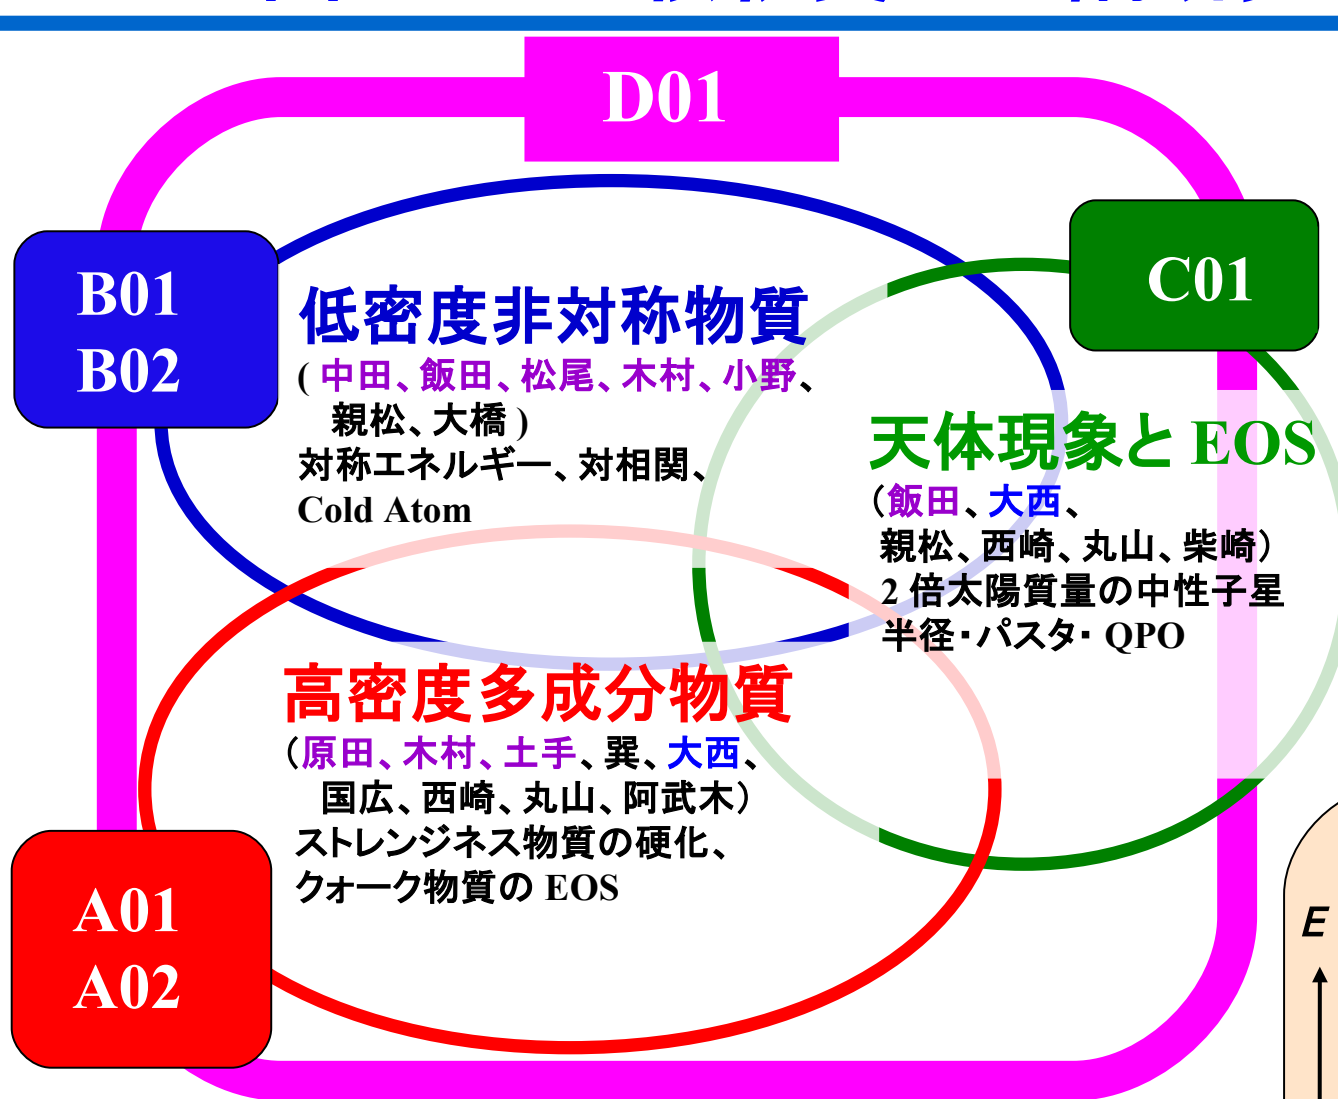 D01
B01
B02
C01
低密度非対称物質
( 中田、飯田、松尾、木村、小野、
親松、大橋 )
対称エネルギー、対相関、
Cold Atom
天体現象と EOS
(飯田、大西、
親松、西崎、丸山、柴崎)
2 倍太陽質量の中性子星
半径・パスタ・ QPO
高密度多成分物質
(原田、木村、土手、巽、大西、
国広、西崎、丸山、阿武木)
ストレンジネス物質の硬化、
クォーク物質の EOS
A01
A02
E